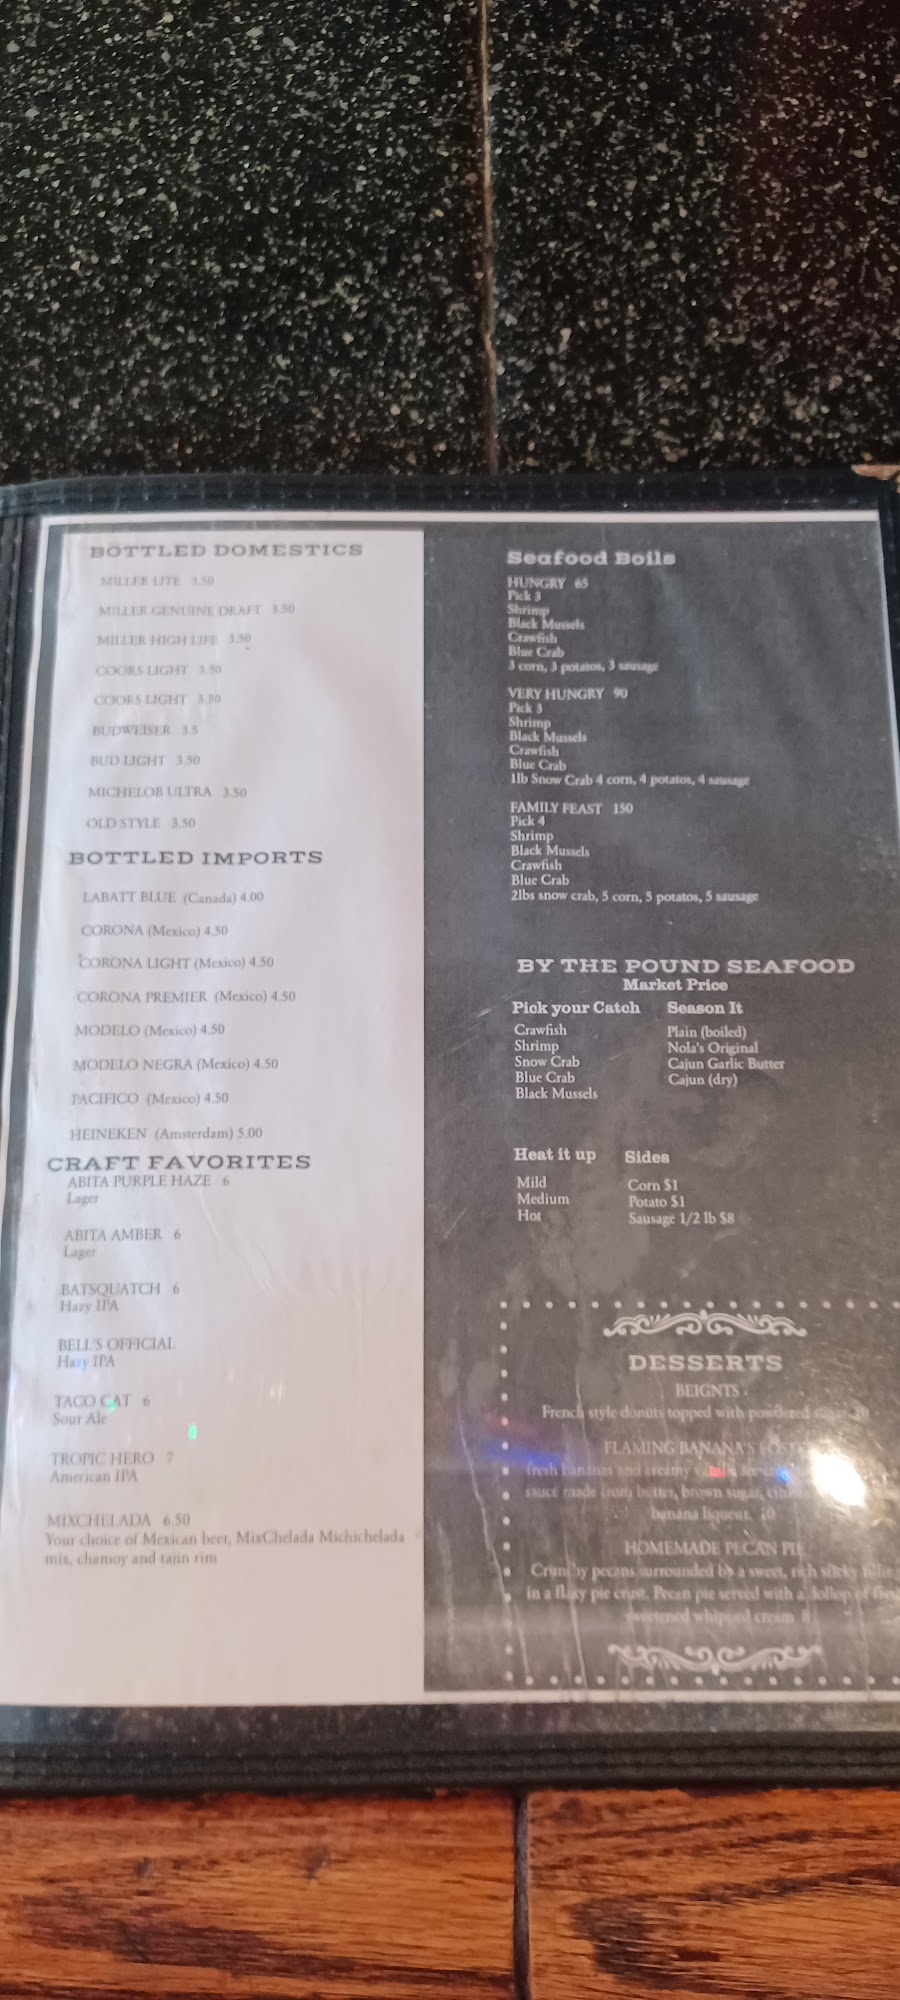 BOTTLED DOMESTICS
MILLER LITE 3.50
MILLER GENUINE DRAFT 3.50
MILLER HIGH LIFE 3.50
COORS LIGHT 3.50
COORS LIGHT 3.50
BUDWEISER 3.5
BUD LIGHT 3.50
MICHELOB ULTRA 3.50
OLD STYLE 3.50
BOTTLED IMPORTS
LABATT BLUE (Canada) 4.00
CORONA (Mexico) 4.50
CORONA LIGHT (Mexico) 4.50
CORONA PREMIER (Mexico) 4.50
MODELO (Mexico) 4.50
MODELO NEGRA (Mexico) 4.50
PACIFICO (Mexico) 4.50
HEINEKEN (Amsterdam) 5.00
CRAFT FAVORITES
ABITA PURPLE HAZE 6
Lager
ABITA AMBER 6
Lager
BATSQUATCH 6
Hazy IPA
BELL'S OFFICIAL
Hazy IPA
TACO CAT 6
Sour Ale
TROPIC HERO 7
American IPA
MIXCHELADA 6.50
Your choice of Mexican beer, MixChelada Michichelada
mix, chamoy and tajin rim
Seafood Boils
HUNGRY 65
Pick 3
Shrimp
Black Mussels
Crawfish
Blue Crab
3 corn, 3 potatos, 3 sausage
VERY HUNGRY 90
Pick 3
Shrimp
Black Mussels
Crawfish
Blue Crab
1lb Snow Crab 4 corn, 4 potatos, 4 sausage
FAMILY FEAST 150
Pick 4
Shrimp
Black Mussels
Crawfish
Blue Crab
2lbs snow crab, 5 corn, 5 potatos, 5 sausage
BY THE POUND SEAFOOD
Market Price
Pick your Catch
Crawfish
Shrimp
Snow Crab
Blue Crab
Black Mussels
Season It
Plain (boiled)
Nola's Original
Cajun Garlic Butter
Cajun (dry)
Heat it up
Mild
Medium
Hot
Sides
Corn $1
Potato $1
Sausage 1/2 lb $8
DESSERTS
BEIGNTS
French style donuts topped with powdered sugar
FLAMING BANANA'S
fresh bananas and creamy
sauce made from butter, brown sugar,
banana liqueur. 10
HOMEMADE PECAN PIE
Crunchy pecans surrounded by a sweet, rich sticky
in a flaky pie crust. Pecan pie served with a dollop of
sweetened whipped cream 8